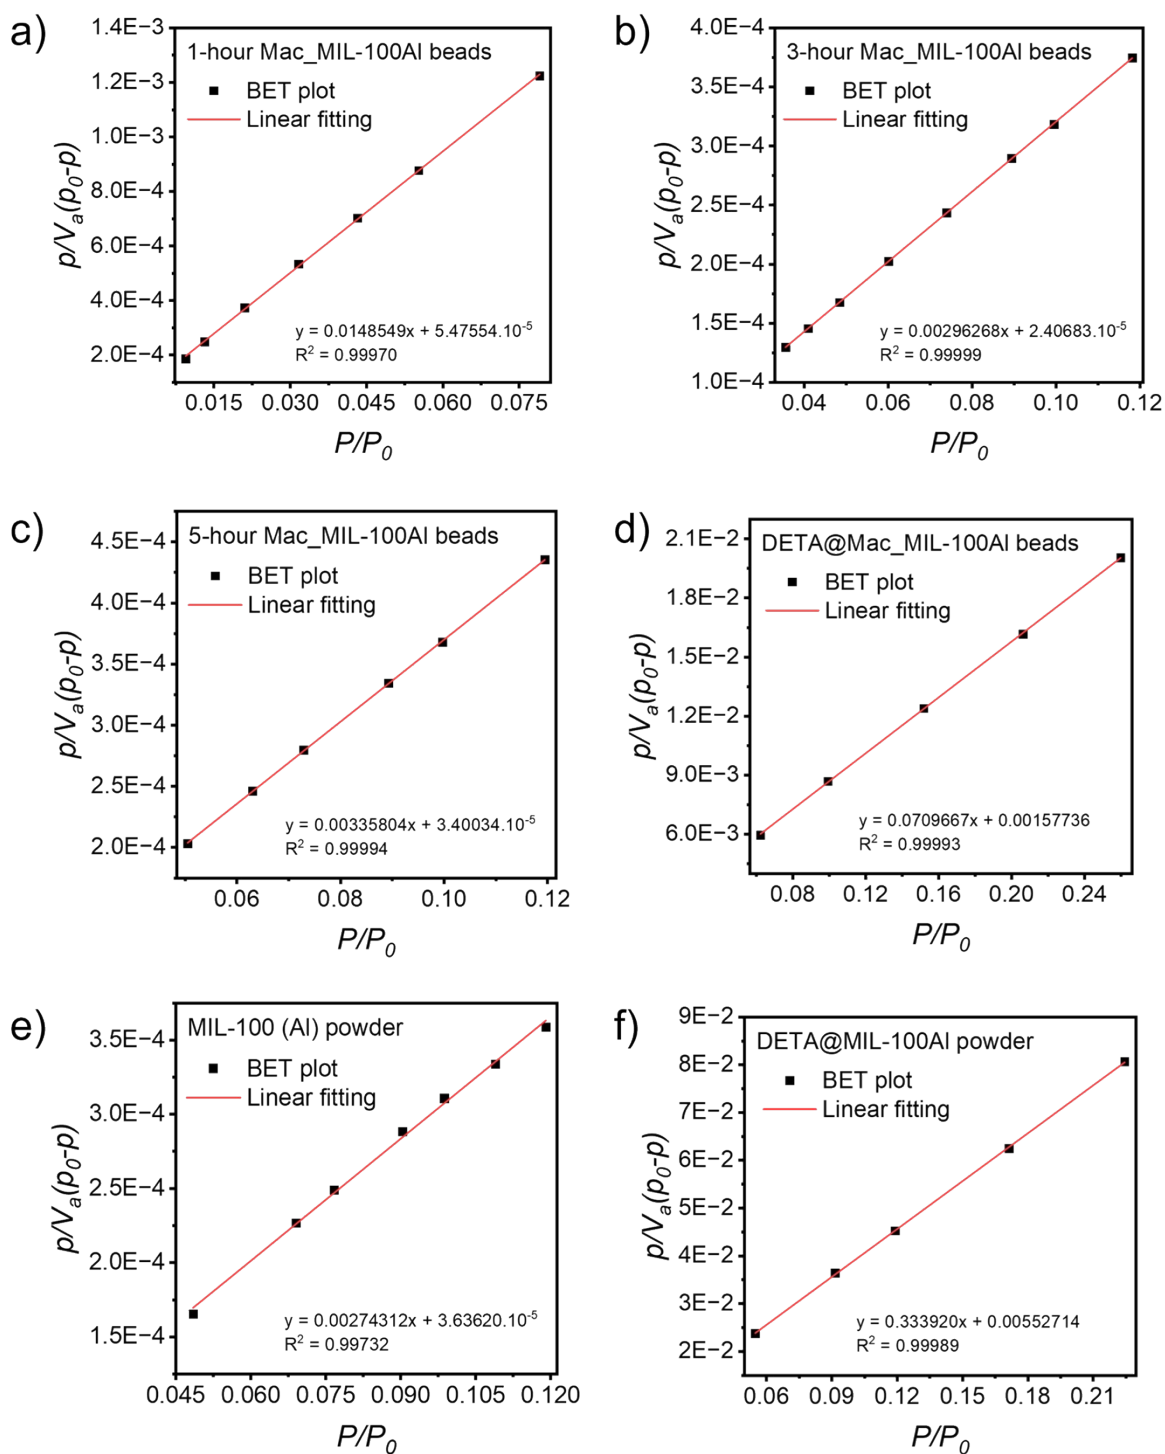 a)
1-hour Mac_MIL-100Al beads
BET plot
Linear fitting
1.4E−3
1.2E−3
1.0E−3
8.0E−4
6.0E−4
4.0E−4
2.0E−4
p/Vₐ(p₀-p)
y = 0.0148549x + 5.47554.10⁻⁵
R² = 0.99970
0.015 0.030 0.045 0.060 0.075
P/P₀
b)
3-hour Mac_MIL-100Al beads
BET plot
Linear fitting
4.0E−4
3.5E−4
3.0E−4
2.5E−4
2.0E−4
1.5E−4
1.0E−4
p/Vₐ(p₀-p)
y = 0.00296268x + 2.40683.10⁻⁵
R² = 0.99999
0.04 0.06 0.08 0.10 0.12
P/P₀
c)
5-hour Mac_MIL-100Al beads
BET plot
Linear fitting
4.5E−4
4.0E−4
3.5E−4
3.0E−4
2.5E−4
2.0E−4
p/Vₐ(p₀-p)
y = 0.00335804x + 3.40034.10⁻⁵
R² = 0.99994
0.06 0.08 0.10 0.12
P/P₀
d)
DETA@Mac_MIL-100Al beads
BET plot
Linear fitting
2.1E−2
1.8E−2
1.5E−2
1.2E−2
9.0E−3
6.0E−3
p/Vₐ(p₀-p)
y = 0.0709667x + 0.00157736
R² = 0.99993
0.08 0.12 0.16 0.20 0.24
P/P₀
e)
MIL-100 (Al) powder
BET plot
Linear fitting
3.5E−4
3.0E−4
2.5E−4
2.0E−4
1.5E−4
p/Vₐ(p₀-p)
y = 0.00274312x + 3.63620.10⁻⁵
R² = 0.99732
0.045 0.060 0.075 0.090 0.105 0.120
P/P₀
f)
DETA@MIL-100Al powder
BET plot
Linear fitting
9E−2
8E−2
7E−2
6E−2
5E−2
4E−2
3E−2
2E−2
p/Vₐ(p₀-p)
y = 0.333920x + 0.00552714
R² = 0.99989
0.06 0.09 0.12 0.15 0.18 0.21
P/P₀